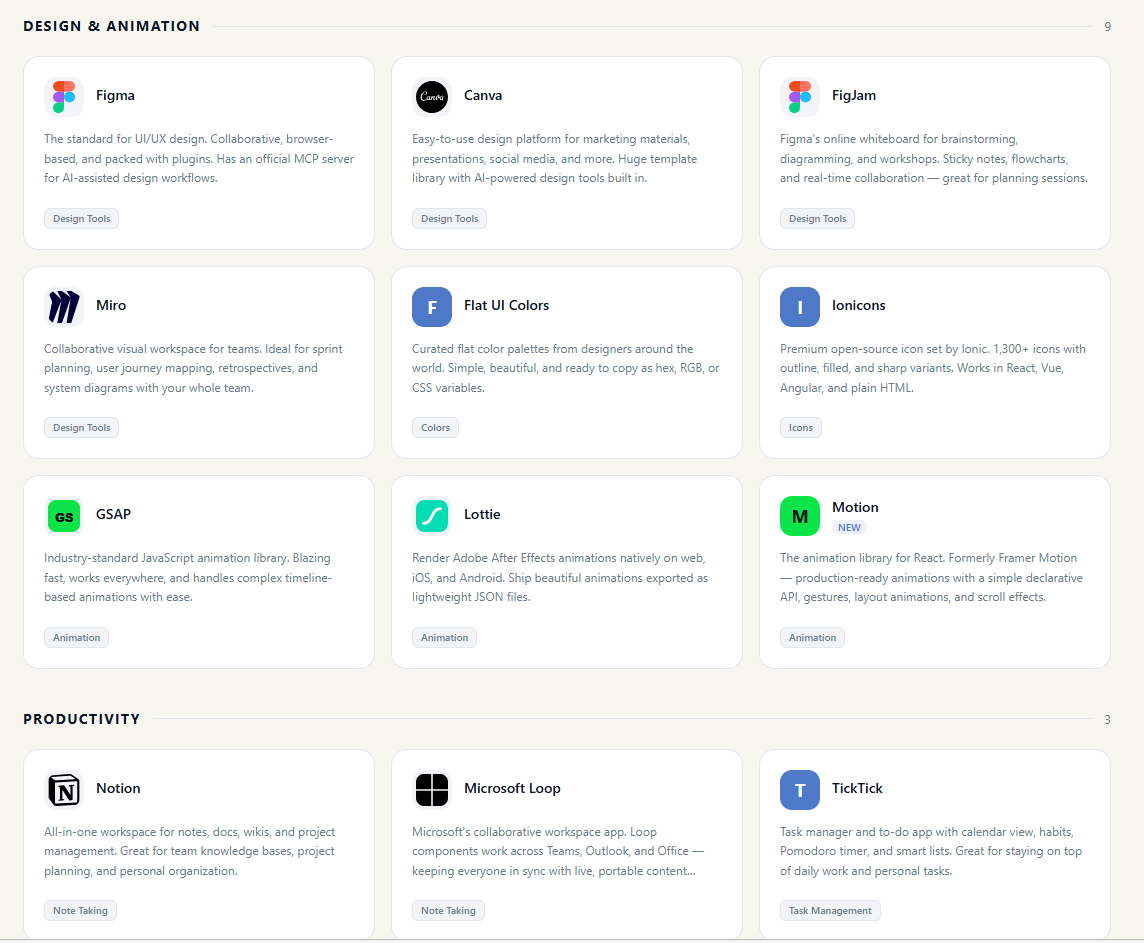 DESIGN & ANIMATION 9
Figma
The standard for UI/UX design. Collaborative, browser-
based, and packed with plugins. Has an official MCP server
for AI-assisted design workflows.
Design Tools
Canva
Canva
Easy-to-use design platform for marketing materials,
presentations, social media, and more. Huge template
library with AI-powered design tools built in.
Design Tools
FigJam
Figma's online whiteboard for brainstorming,
diagramming, and workshops. Sticky notes, flowcharts,
and real-time collaboration — great for planning sessions.
Design Tools
Miro
Collaborative visual workspace for teams. Ideal for sprint
planning, user journey mapping, retrospectives, and
system diagrams with your whole team.
Design Tools
F
Flat UI Colors
Curated flat color palettes from designers around the
world. Simple, beautiful, and ready to copy as hex, RGB, or
CSS variables.
Colors
I
Ionicons
Premium open-source icon set by Ionic. 1,300+ icons with
outline, filled, and sharp variants. Works in React, Vue,
Angular, and plain HTML.
Icons
GS
GSAP
Industry-standard JavaScript animation library. Blazing
fast, works everywhere, and handles complex timeline-
based animations with ease.
Animation
Lottie
Render Adobe After Effects animations natively on web,
iOS, and Android. Ship beautiful animations exported as
lightweight JSON files.
Animation
M
Motion
NEW
The animation library for React. Formerly Framer Motion
— production-ready animations with a simple declarative
API, gestures, layout animations, and scroll effects.
Animation
PRODUCTIVITY 3
N
Notion
All-in-one workspace for notes, docs, wikis, and project
management. Great for team knowledge bases, project
planning, and personal organization.
Note Taking
Microsoft Loop
Microsoft's collaborative workspace app. Loop
components work across Teams, Outlook, and Office —
keeping everyone in sync with live, portable content...
Note Taking
T
TickTick
Task manager and to-do app with calendar view, habits,
Pomodoro timer, and smart lists. Great for staying on top
of daily work and personal tasks.
Task Management